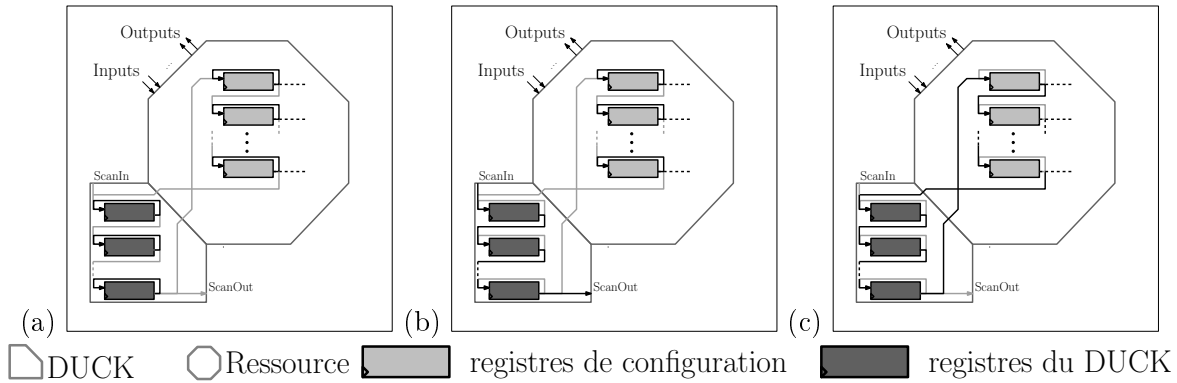 Outputs
Inputs
ScanIn
ScanOut
(a)
Outputs
Inputs
ScanIn
ScanOut
(b)
Outputs
Inputs
ScanIn
ScanOut
(c)
DUCK
Ressource
registres de configuration
registres du DUCK